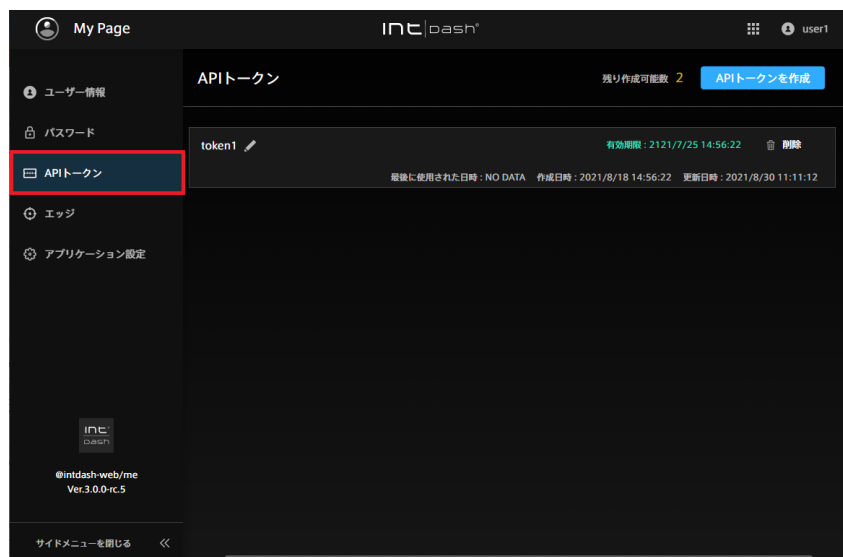 My Page
int|dash
user1
ユーザー情報
パスワード
APIトークン
エッジ
アプリケーション設定
int
dash
@intdash-web/me
Ver.3.0.0-rc.5
サイドメニューを閉じる
APIトークン
残り作成可能数 2
APIトークンを作成
token1
有効期限 : 2121/7/25 14:56:22
削除
最後に使用された日時 : NO DATA 作成日時 : 2021/8/18 14:56:22 更新日時 : 2021/8/30 11:11:12